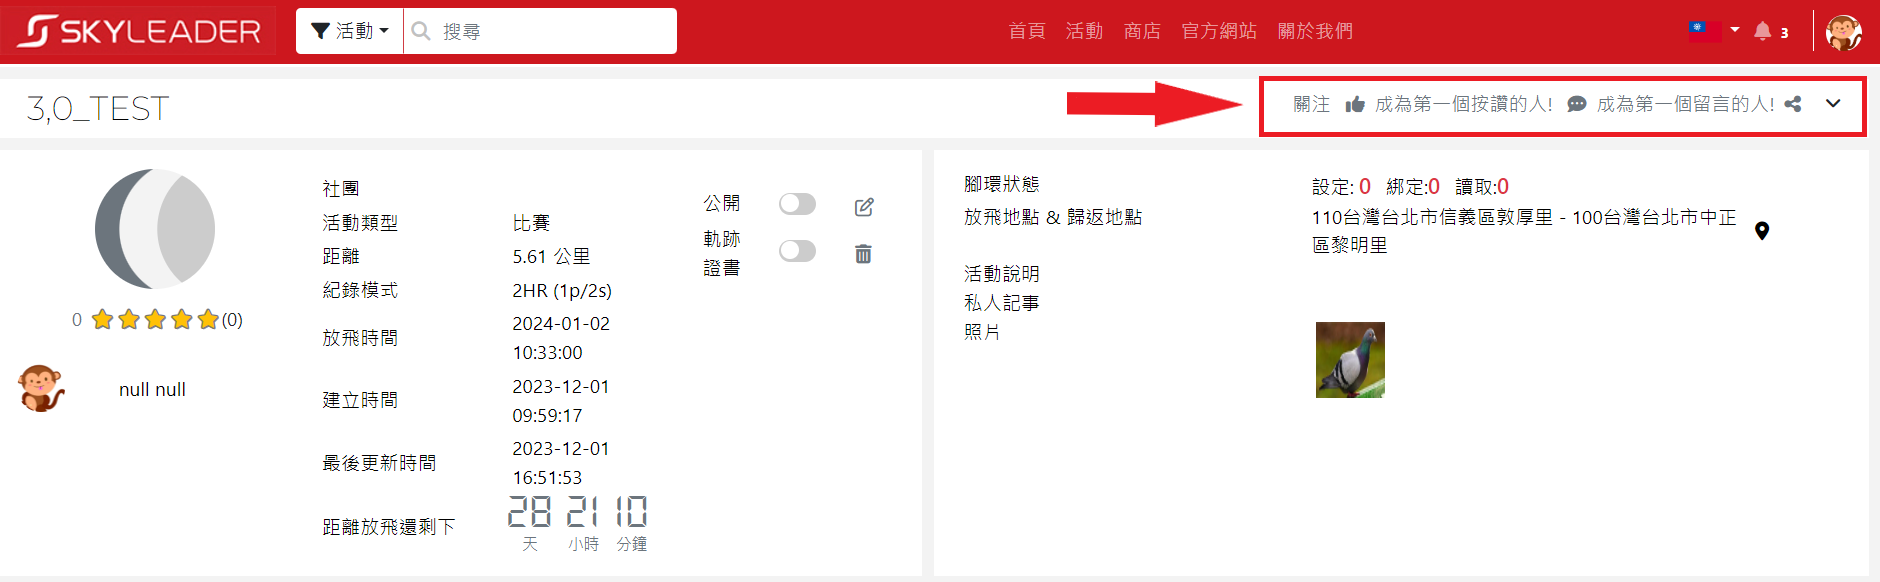 SKYLEADER
活動
搜尋
首頁 活動 商店 官方網站 關於我們
3
3,0_TEST
關注 成為第一個按讚的人! 成為第一個留言的人!
0 (0)
null null
社團
活動類型 比賽
距離 5.61 公里
紀錄模式 2HR (1p/2s)
放飛時間 2024-01-02
10:33:00
建立時間 2023-12-01
09:59:17
最後更新時間 2023-12-01
16:51:53
距離放飛還剩下 28 21 10
天 小時 分鐘
公開
軌跡
證書
腳環狀態 設定: 0 綁定:0 讀取:0
放飛地點 & 歸返地點 110台灣台北市信義區敦厚里 - 100台灣台北市中正
區黎明里
活動說明
私人記事
照片